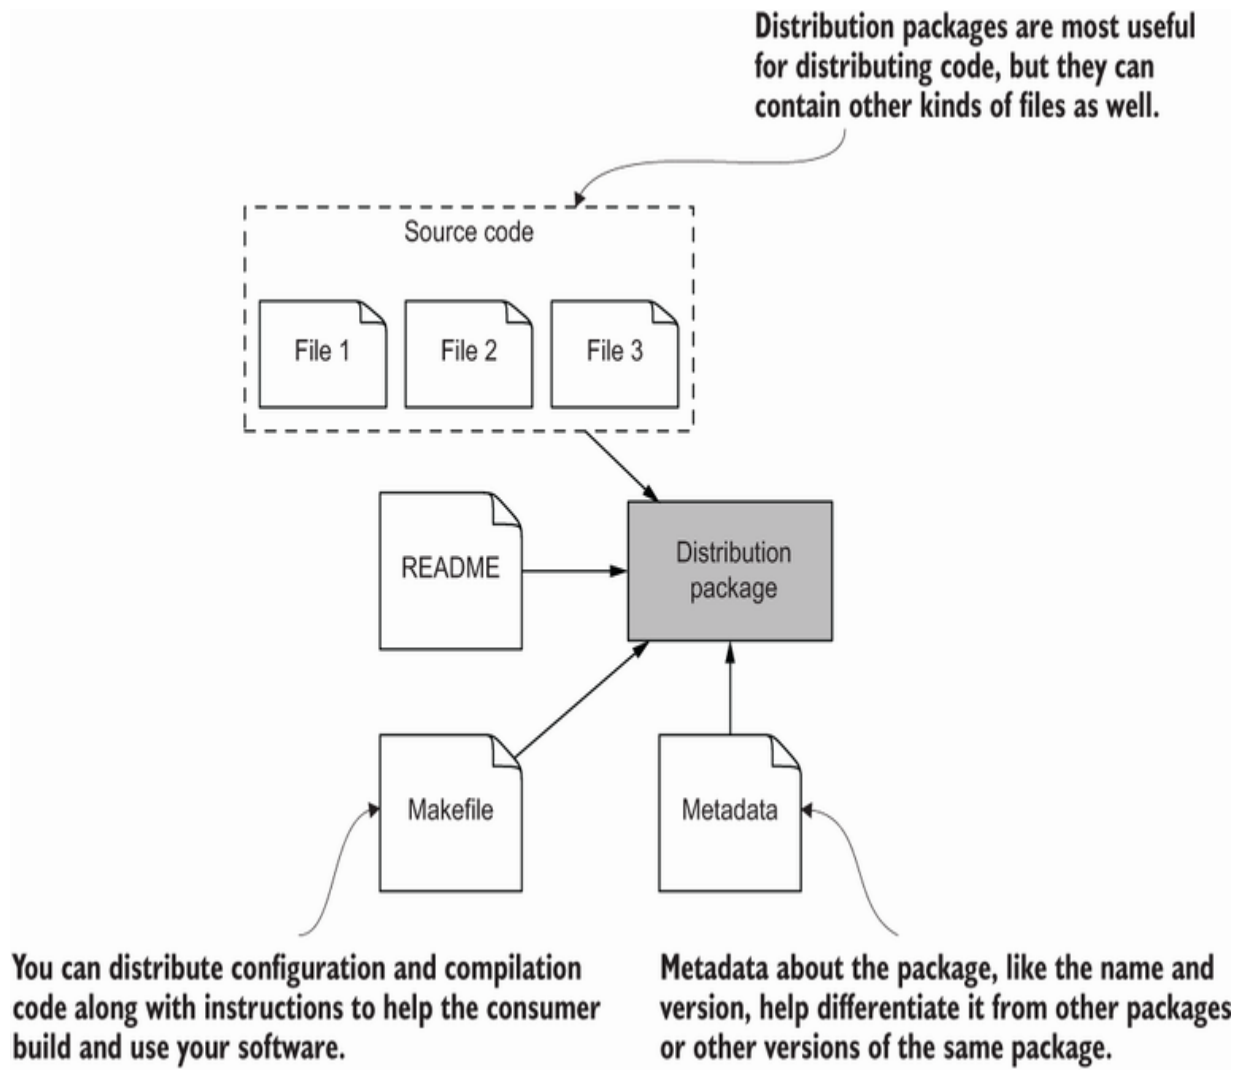 Distribution packages are most useful
for distributing code, but they can
contain other kinds of files as well.
Source code
File 1
File 2
File 3
README
Distribution
package
Makefile
Metadata
You can distribute configuration and compilation
code along with instructions to help the consumer
build and use your software.
Metadata about the package, like the name and
version, help differentiate it from other packages
or other versions of the same package.